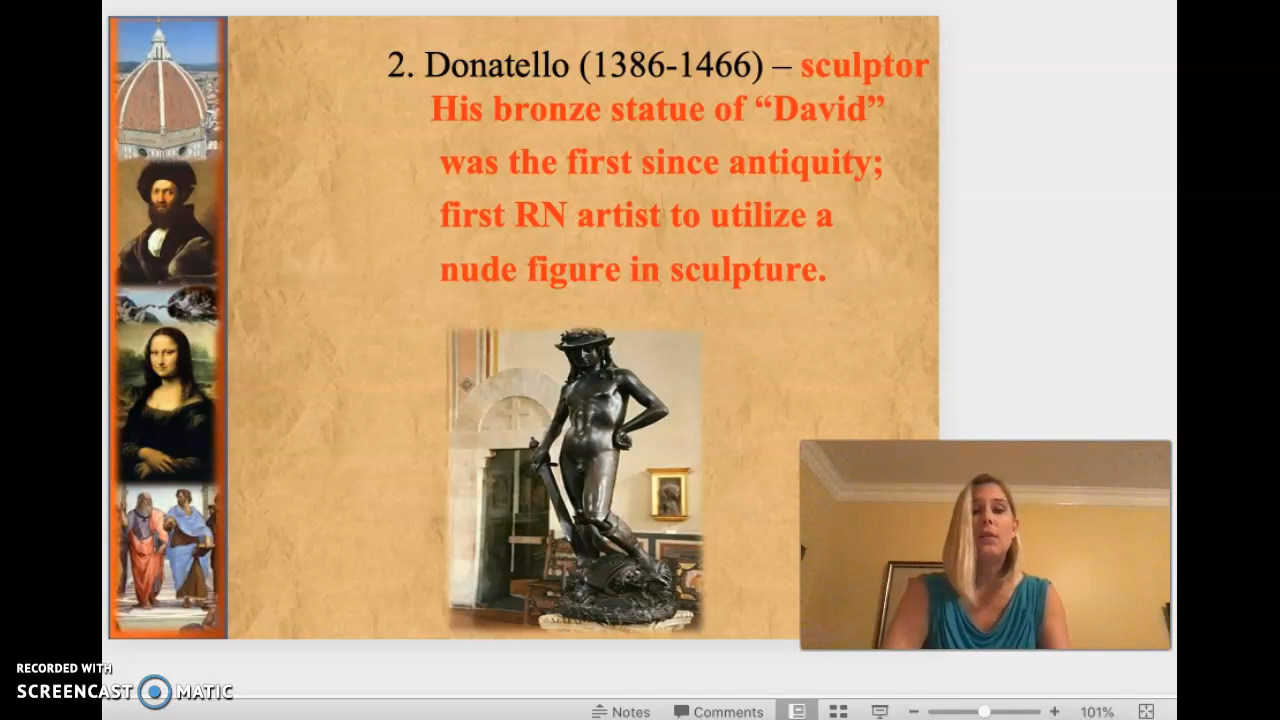 2. Donatello (1386-1466) – sculptor
His bronze statue of “David”
was the first since antiquity;
first RN artist to utilize a
nude figure in sculpture.
RECORDED WITH
SCREENCAST MATIC
Notes Comments 101%